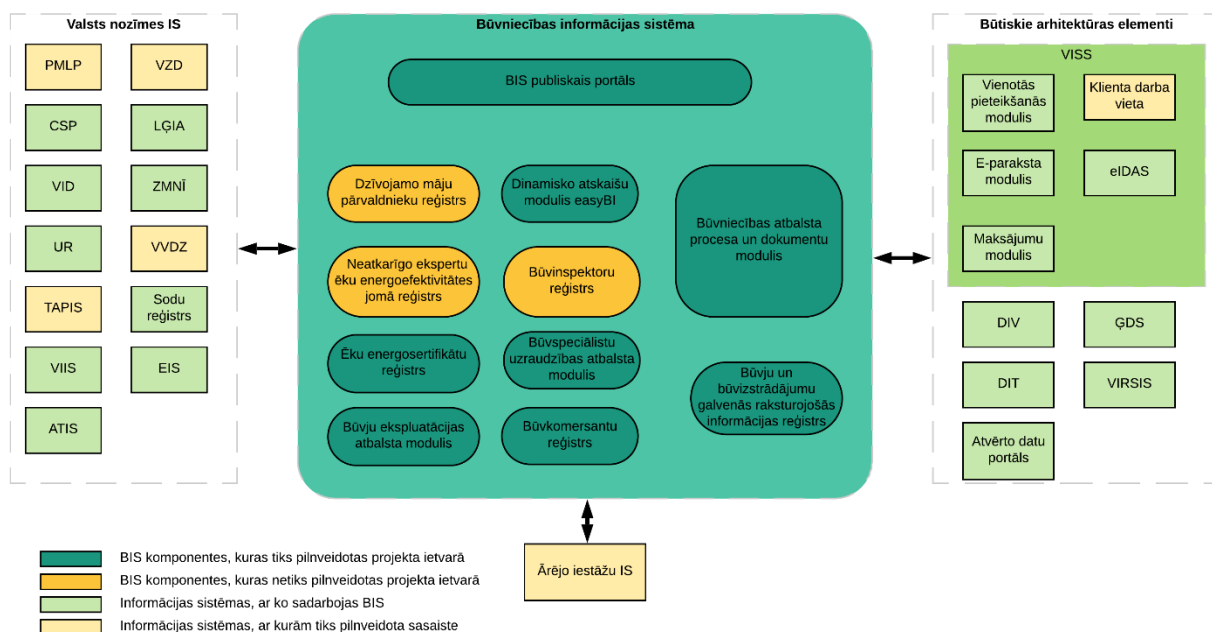 Valsts nozīmes IS
PMLP
VZD
CSP
LĢIA
VID
ZMNĪ
UR
VVDZ
TAPIS
Sodu
reģistrs
VIIS
EIS
ATIS
Būvniecības informācijas sistēma
BIS publiskais portāls
Dzīvojamo māju
pārvaldnieku reģistrs
Dinamisko atskaišu
modulis easyBI
Neatkarīgo ekspertu
ēku energoefektivitātes
jomā reģistrs
Būvinspektoru
reģistrs
Ēku energosertifikātu
reģistrs
Būvspeciālistu
uzraudzības atbalsta
modulis
Būvju ekspluatācijas
atbalsta modulis
Būvkomersantu
reģistrs
Būvniecības atbalsta
procesa un dokumentu
modulis
Būvju un
būvizstrādājumu
galvenās raksturojošās
informācijas reģistrs
Būtiskie arhitektūras elementi
VISS
Vienotās
pieteikšanās
modulis
Klienta darba
vieta
E-paraksta
modulis
eIDAS
Maksājumu
modulis
DIV
ĢDS
DIT
VIRSIS
Atvērto datu
portāls
Ārējo iestāžu IS
BIS komponentes, kuras tiks pilnveidotas projekta ietvarā
BIS komponentes, kuras netiks pilnveidotas projekta ietvarā
Informācijas sistēmas, ar ko sadarbojas BIS
Informācijas sistēmas, ar kurām tiks pilnveidota sasaiste